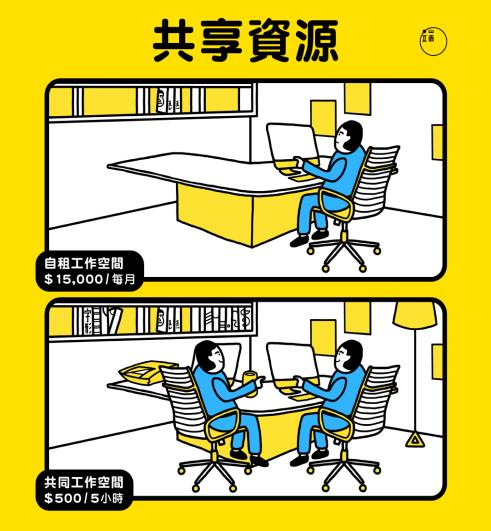 共享資源
自租工作空間
$15,000/每月
共同工作空間
$500/5小時